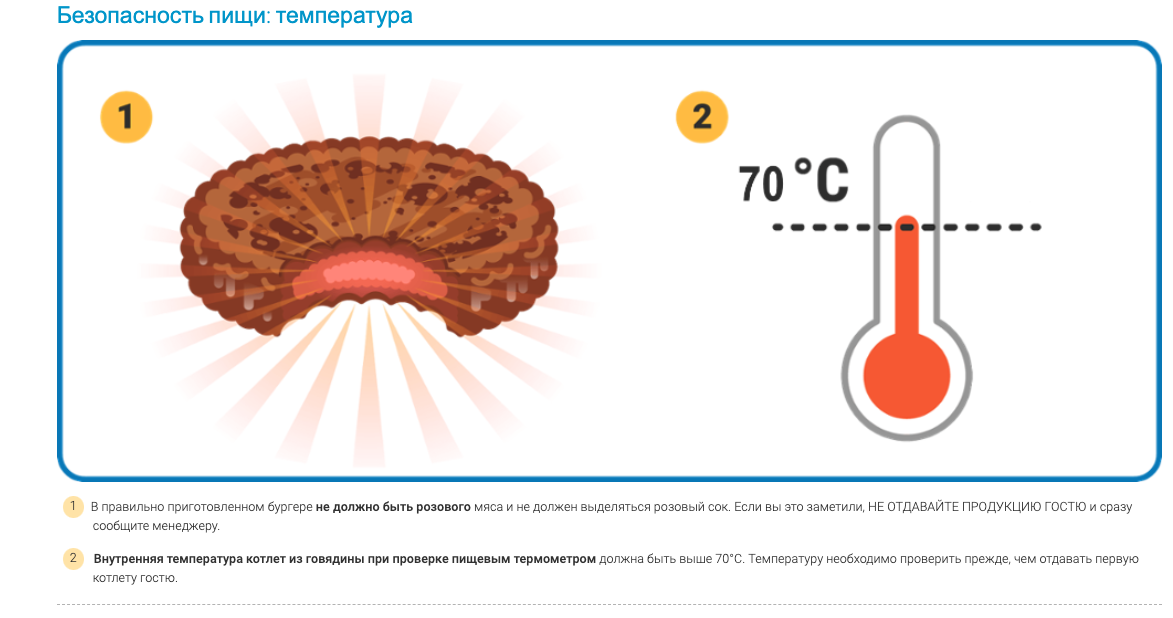 Безопасность пищи: температура
1
2
70 °C
1 В правильно приготовленном бургере не должно быть розового мяса и не должен выделяться розовый сок. Если вы это заметили, НЕ ОТДАВАЙТЕ ПРОДУКЦИЮ ГОСТЮ и сразу
сообщите менеджеру.
2 Внутренняя температура котлет из говядины при проверке пищевым термометром должна быть выше 70°C. Температуру необходимо проверить прежде, чем отдавать первую
котлету гостю.